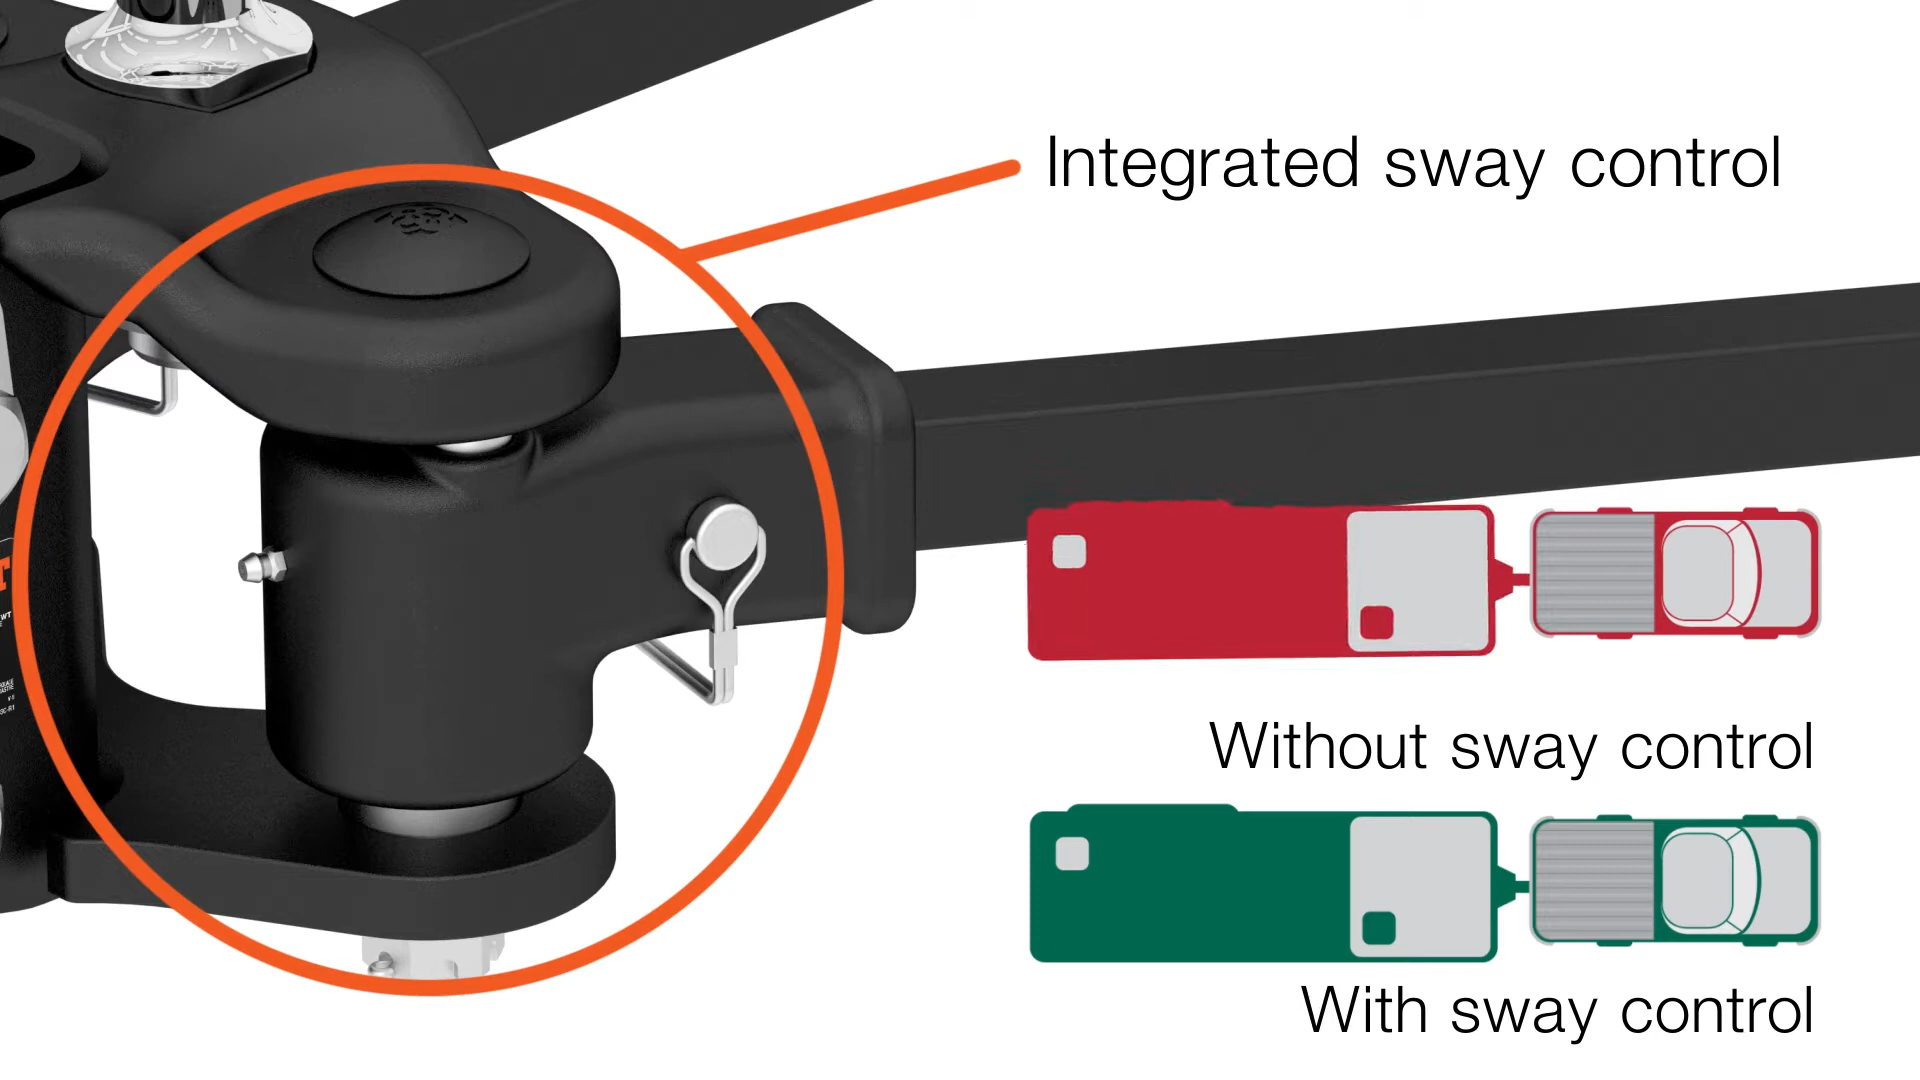 Integrated sway control
Without sway control
With sway control